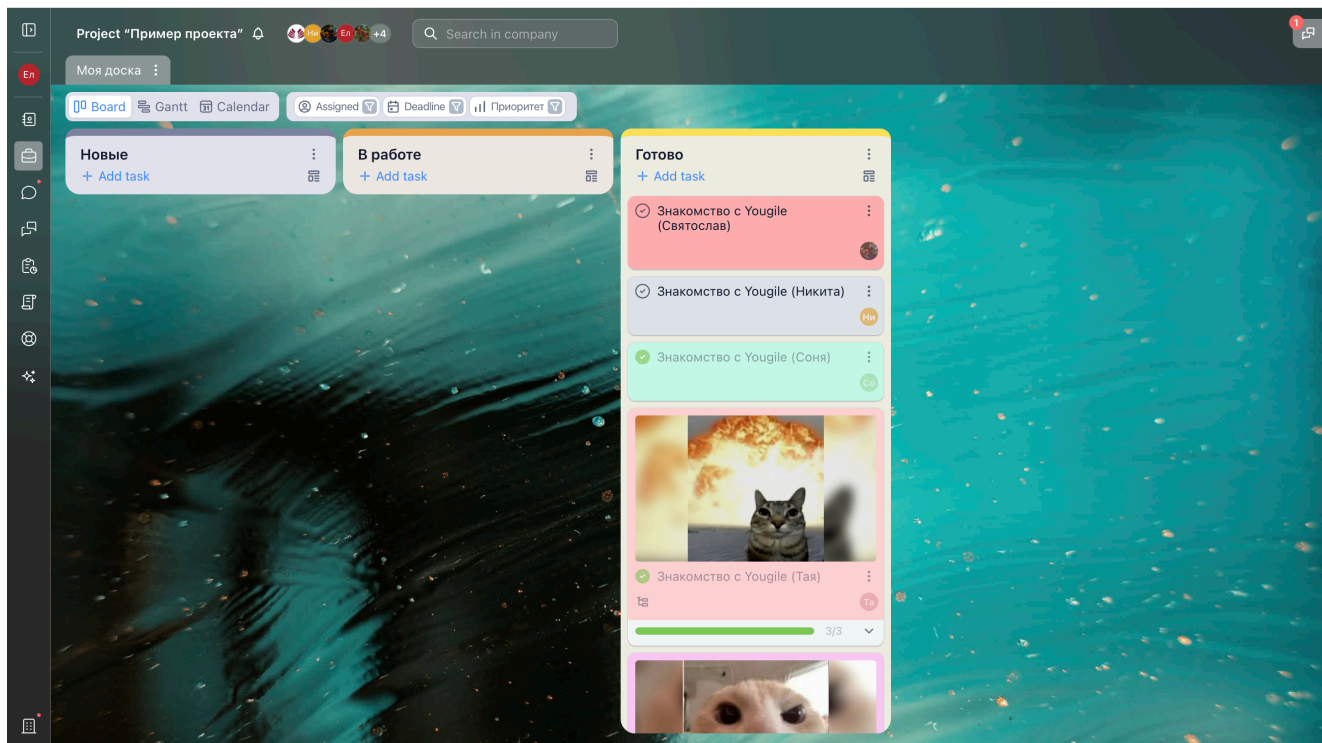 Project “Пример проекта”
Ни
Ел
+4
Search in company
1
Моя доска
Ел
Board
Gantt
31
Calendar
Assigned
Deadline
Приоритет
Новые
+ Add task
В работе
+ Add task
Готово
+ Add task
Знакомство с Yougile
(Святослав)
Знакомство с Yougile (Никита)
Ни
Знакомство с Yougile (Соня)
Со
Знакомство с Yougile (Тая)
Та
3/3